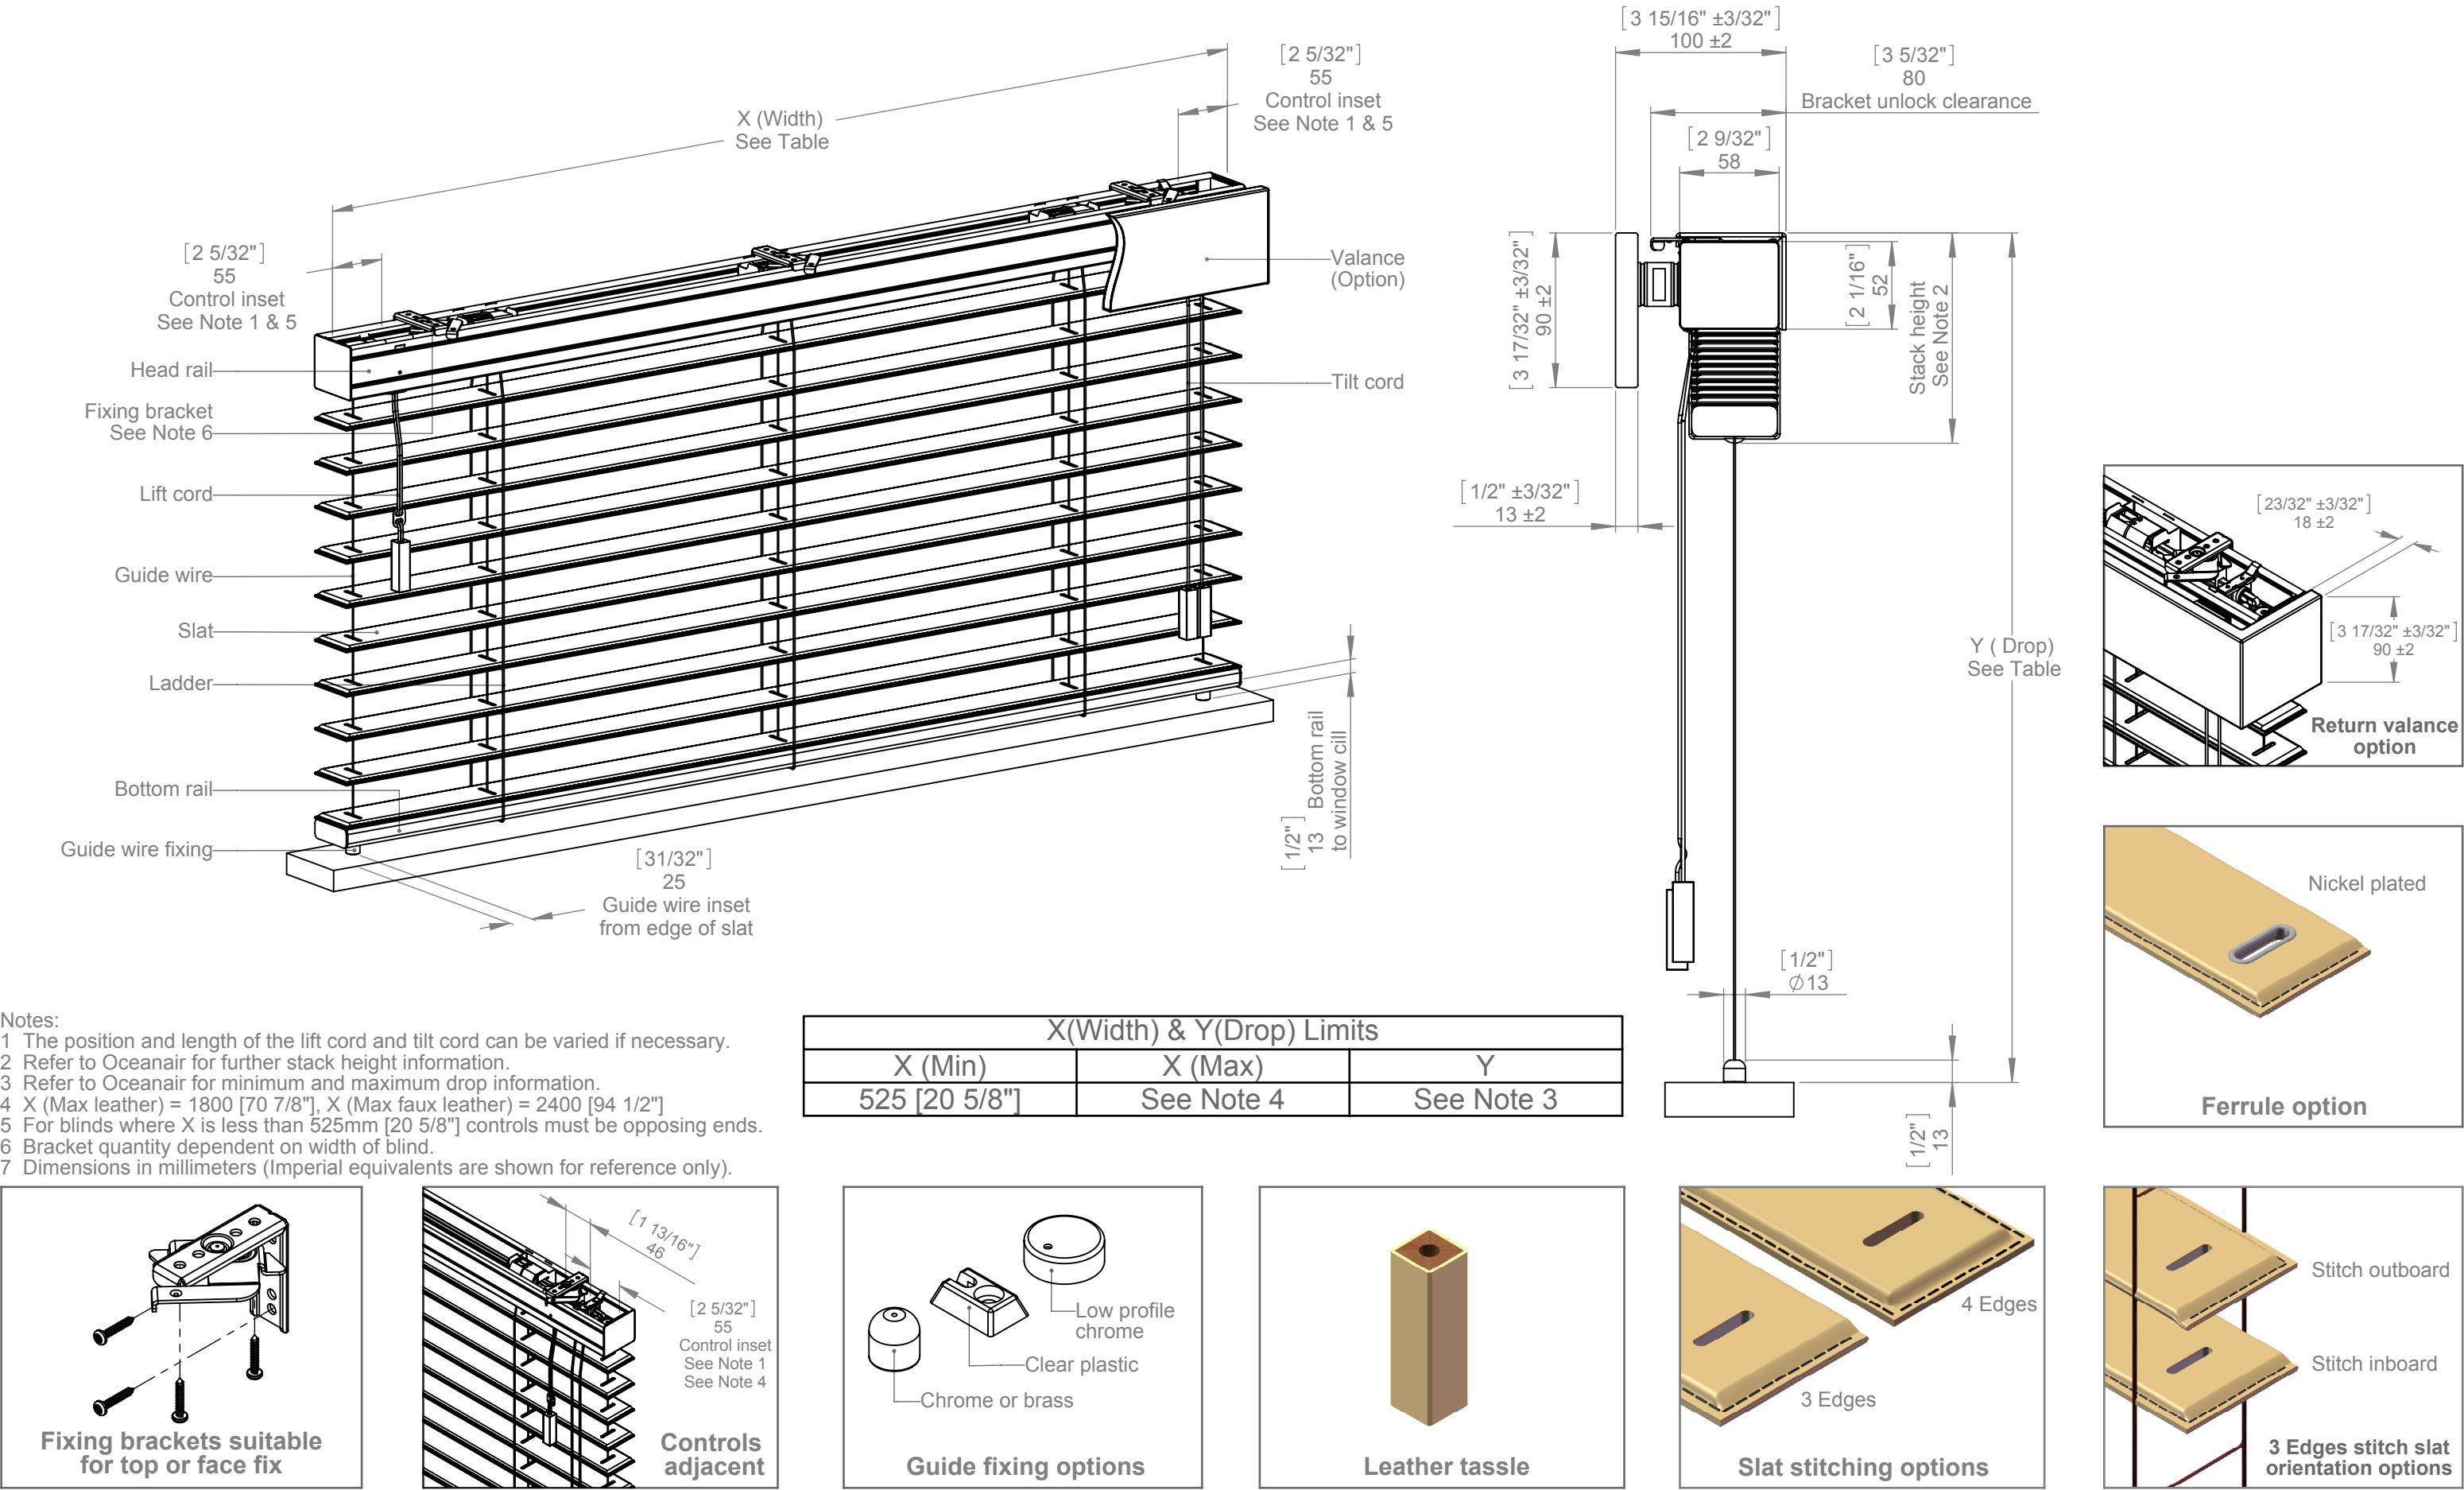 [3 15/16" ±3/32"]
100 ±2
[2 5/32"]
55
Control inset
See Note 1 & 5
[3 5/32"]
80
Bracket unlock clearance
X (Width)
See Table
[2 9/32"]
58
[2 5/32"]
55
Control inset
See Note 1 & 5
Valance
(Option)
[3 17/32" ±3/32"]
90 ±2
[2 1/16"]
52
Stack height
See Note 2
Head rail
Tilt cord
Fixing bracket
See Note 6
Lift cord
[1/2" ±3/32"]
13 ±2
[23/32" ±3/32"]
18 ±2
Guide wire
Slat
[3 17/32" ±3/32"]
90 ±2
Y ( Drop)
See Table
Ladder
Return valance
option
Bottom rail
[1/2"]
13 Bottom rail
to window cill
Guide wire fixing
[31/32"]
25
Guide wire inset
from edge of slat
Nickel plated
[1/2"]
∅13
Ferrule option
[1/2"]
13
Notes:
1 The position and length of the lift cord and tilt cord can be varied if necessary.
2 Refer to Oceanair for further stack height information.
3 Refer to Oceanair for minimum and maximum drop information.
4 X (Max leather) = 1800 [70 7/8"], X (Max faux leather) = 2400 [94 1/2"]
5 For blinds where X is less than 525mm [20 5/8"] controls must be opposing ends.
6 Bracket quantity dependent on width of blind.
7 Dimensions in millimeters (Imperial equivalents are shown for reference only).
X(Width) & Y(Drop) Limits
X (Min) X (Max) Y
525 [20 5/8"] See Note 4 See Note 3
Fixing brackets suitable
for top or face fix
[1 13/16"]
46
[2 5/32"]
55
Control inset
See Note 1
See Note 4
Controls
adjacent
Low profile
chrome
Clear plastic
Chrome or brass
Guide fixing options
Leather tassle
4 Edges
3 Edges
Slat stitching options
Stitch outboard
Stitch inboard
3 Edges stitch slat
orientation options